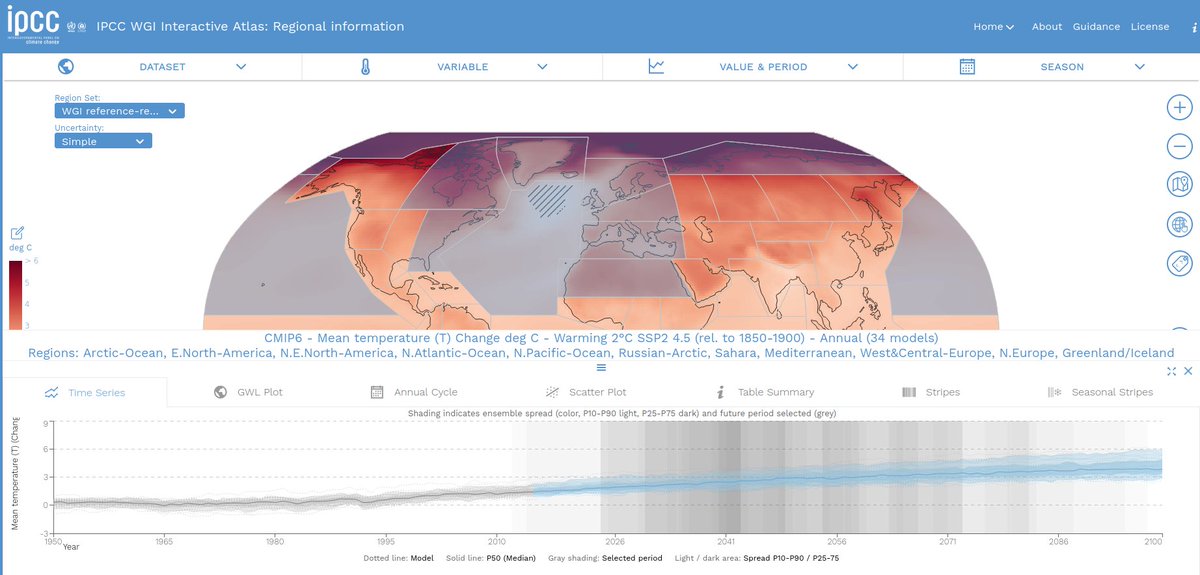 ipcc
INTERGOVERNMENTAL PANEL ON
climate change
IPCC WGI Interactive Atlas: Regional information
Home
About
Guidance
License
DATASET
VARIABLE
VALUE & PERIOD
SEASON
Region Set:
WGI reference-re...
Uncertainty:
Simple
deg C
> 6
5
4
3
CMIP6 - Mean temperature (T) Change deg C - Warming 2°C SSP2 4.5 (rel. to 1850-1900) - Annual (34 models)
Regions: Arctic-Ocean, E.North-America, N.E.North-America, N.Atlantic-Ocean, N.Pacific-Ocean, Russian-Arctic, Sahara, Mediterranean, West&Central-Europe, N.Europe, Greenland/Iceland
Time Series
GWL Plot
Annual Cycle
Scatter Plot
Table Summary
Stripes
Seasonal Stripes
Shading indicates ensemble spread (color, P10-P90 light, P25-P75 dark) and future period selected (grey)
Mean temperature (T) (Chang
9
6
3
0
-3
1950
1965
1980
1995
2010
2026
2041
2056
2071
2086
2100
Year
Dotted line: Model Solid line: P50 (Median) Gray shading: Selected period Light / dark area: Spread P10-P90 / P25-75